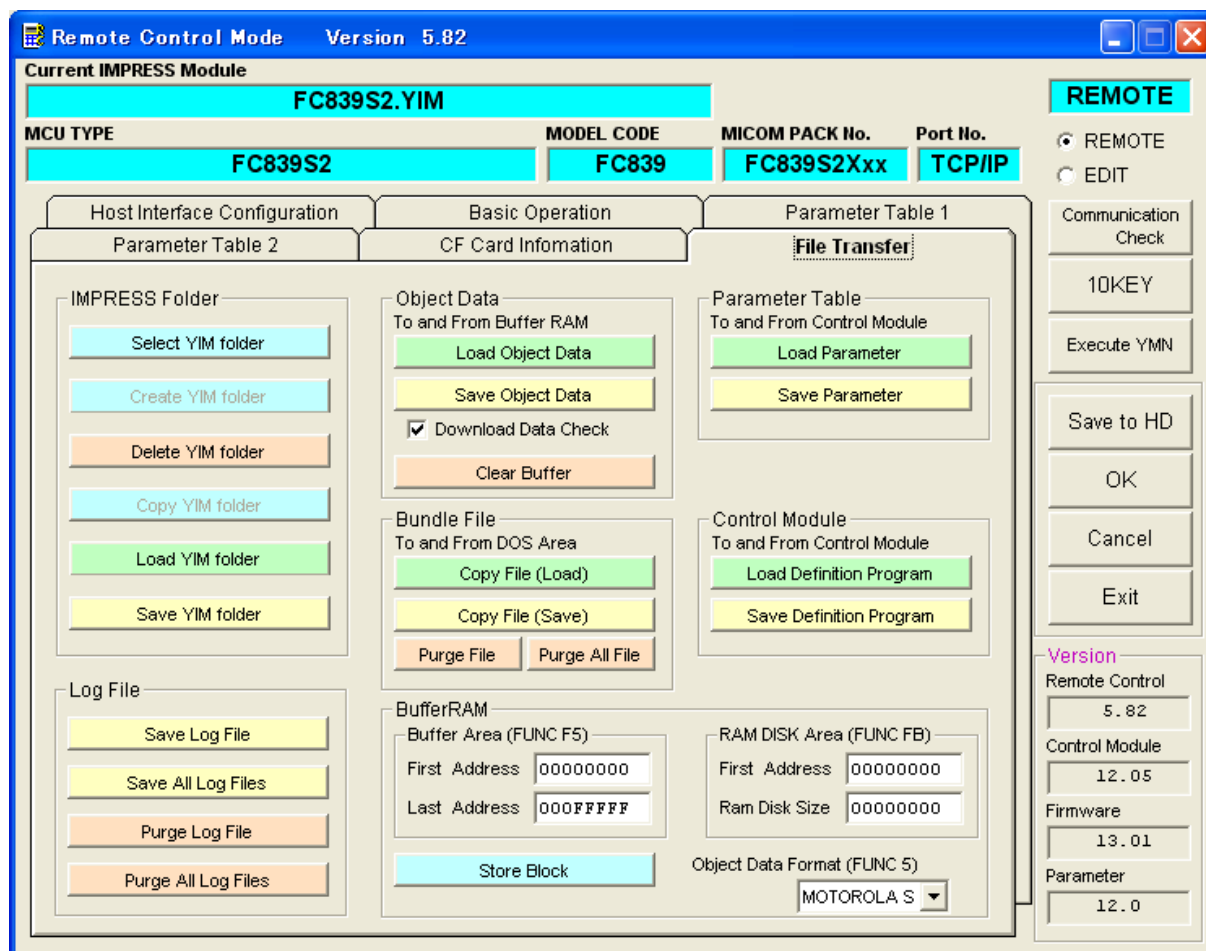 Remote Control Mode Version 5.82
Current IMPRESS Module
FC839S2.YIM
REMOTE
MCU TYPE MODEL CODE MICOM PACK No. Port No.
FC839S2 FC839 FC839S2Xxx TCP/IP
REMOTE
EDIT
Host Interface Configuration Basic Operation Parameter Table 1
Parameter Table 2 CF Card Infomation File Transfer
IMPRESS Folder
Select YIM folder
Create YIM folder
Delete YIM folder
Copy YIM folder
Load YIM folder
Save YIM folder
Log File
Save Log File
Save All Log Files
Purge Log File
Purge All Log Files
Object Data
To and From Buffer RAM
Load Object Data
Save Object Data
Download Data Check
Clear Buffer
Bundle File
To and From DOS Area
Copy File (Load)
Copy File (Save)
Purge File Purge All File
Parameter Table
To and From Control Module
Load Parameter
Save Parameter
Control Module
To and From Control Module
Load Definition Program
Save Definition Program
BufferRAM
Buffer Area (FUNC F5)
First Address 00000000
Last Address 000FFFFF
RAM DISK Area (FUNC FB)
First Address 00000000
Ram Disk Size 00000000
Store Block
Object Data Format (FUNC 5)
MOTOROLA S
Communication
Check
10KEY
Execute YMN
Save to HD
OK
Cancel
Exit
Version
Remote Control
5.82
Control Module
12.05
Firmware
13.01
Parameter
12.0